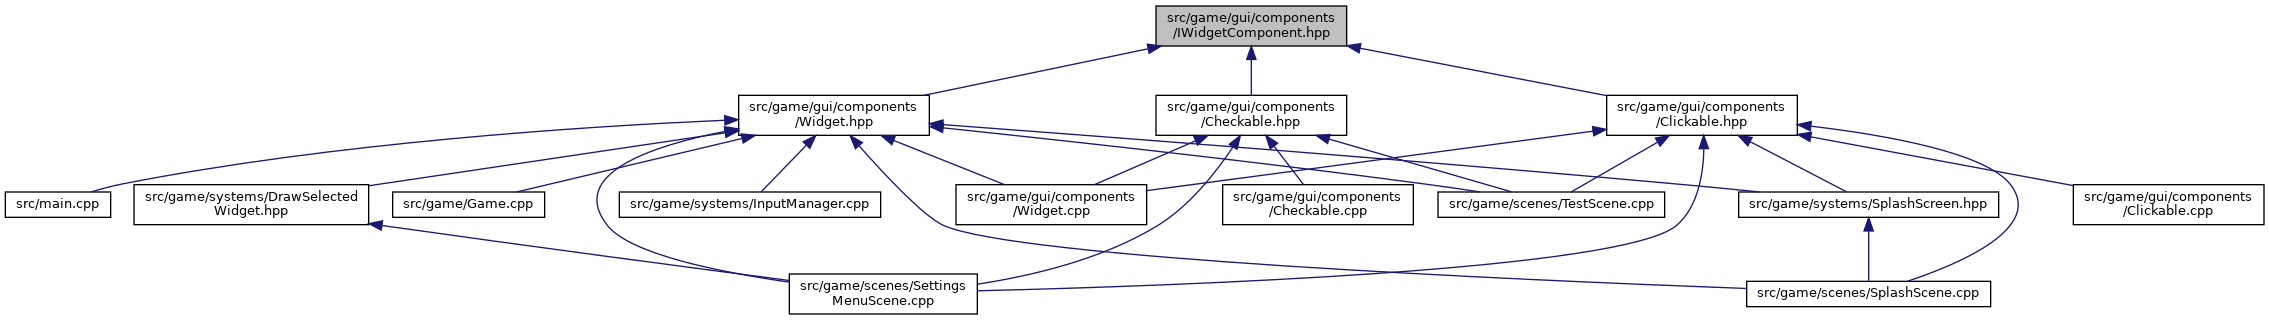 src/game/gui/components
/IWidgetComponent.hpp
src/game/gui/components
/Widget.hpp
src/game/gui/components
/Checkable.hpp
src/game/gui/components
/Clickable.hpp
src/main.cpp
src/game/systems/DrawSelected
Widget.hpp
src/game/Game.cpp
src/game/systems/InputManager.cpp
src/game/gui/components
/Widget.cpp
src/game/gui/components
/Checkable.cpp
src/game/scenes/TestScene.cpp
src/game/systems/SplashScreen.hpp
src/game/gui/components
/Clickable.cpp
src/game/scenes/Settings
MenuScene.cpp
src/game/scenes/SplashScene.cpp